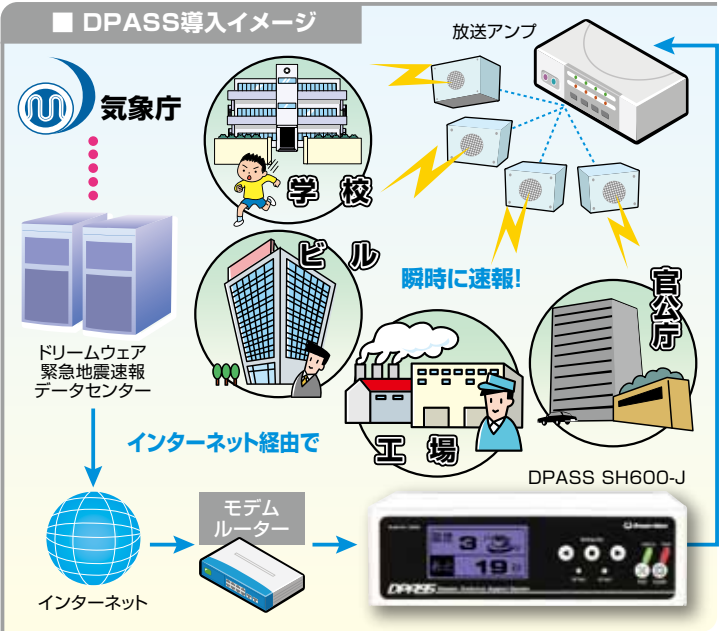 ■ DPASS導入イメージ
放送アンプ
気象庁
学校
ビル
瞬時に速報!
官公庁
ドリームウェア
緊急地震速報
データセンター
工場
インターネット経由で
DPASS SH600-J
モデム
ルーター
インターネット
震度 3
19 秒
DPASS